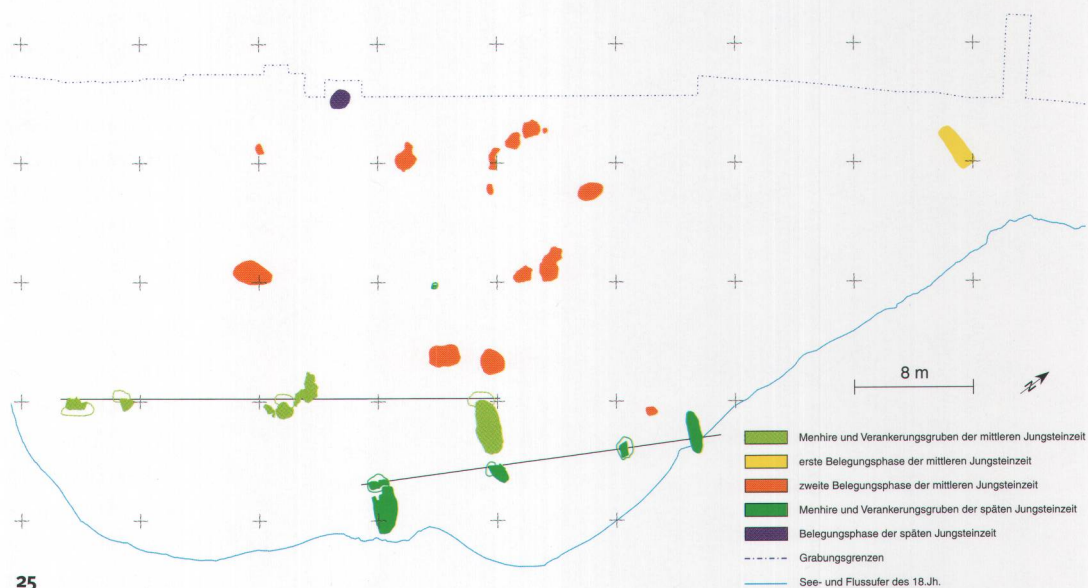 8 m
N
Menhire und Verankerungsgruben der mittleren Jungsteinzeit
erste Belegungsphase der mittleren Jungsteinzeit
zweite Belegungsphase der mittleren Jungsteinzeit
Menhire und Verankerungsgruben der späten Jungsteinzeit
Belegungsphase der späten Jungsteinzeit
Grabungsgrenzen
See- und Flussufer des 18.Jh.
25